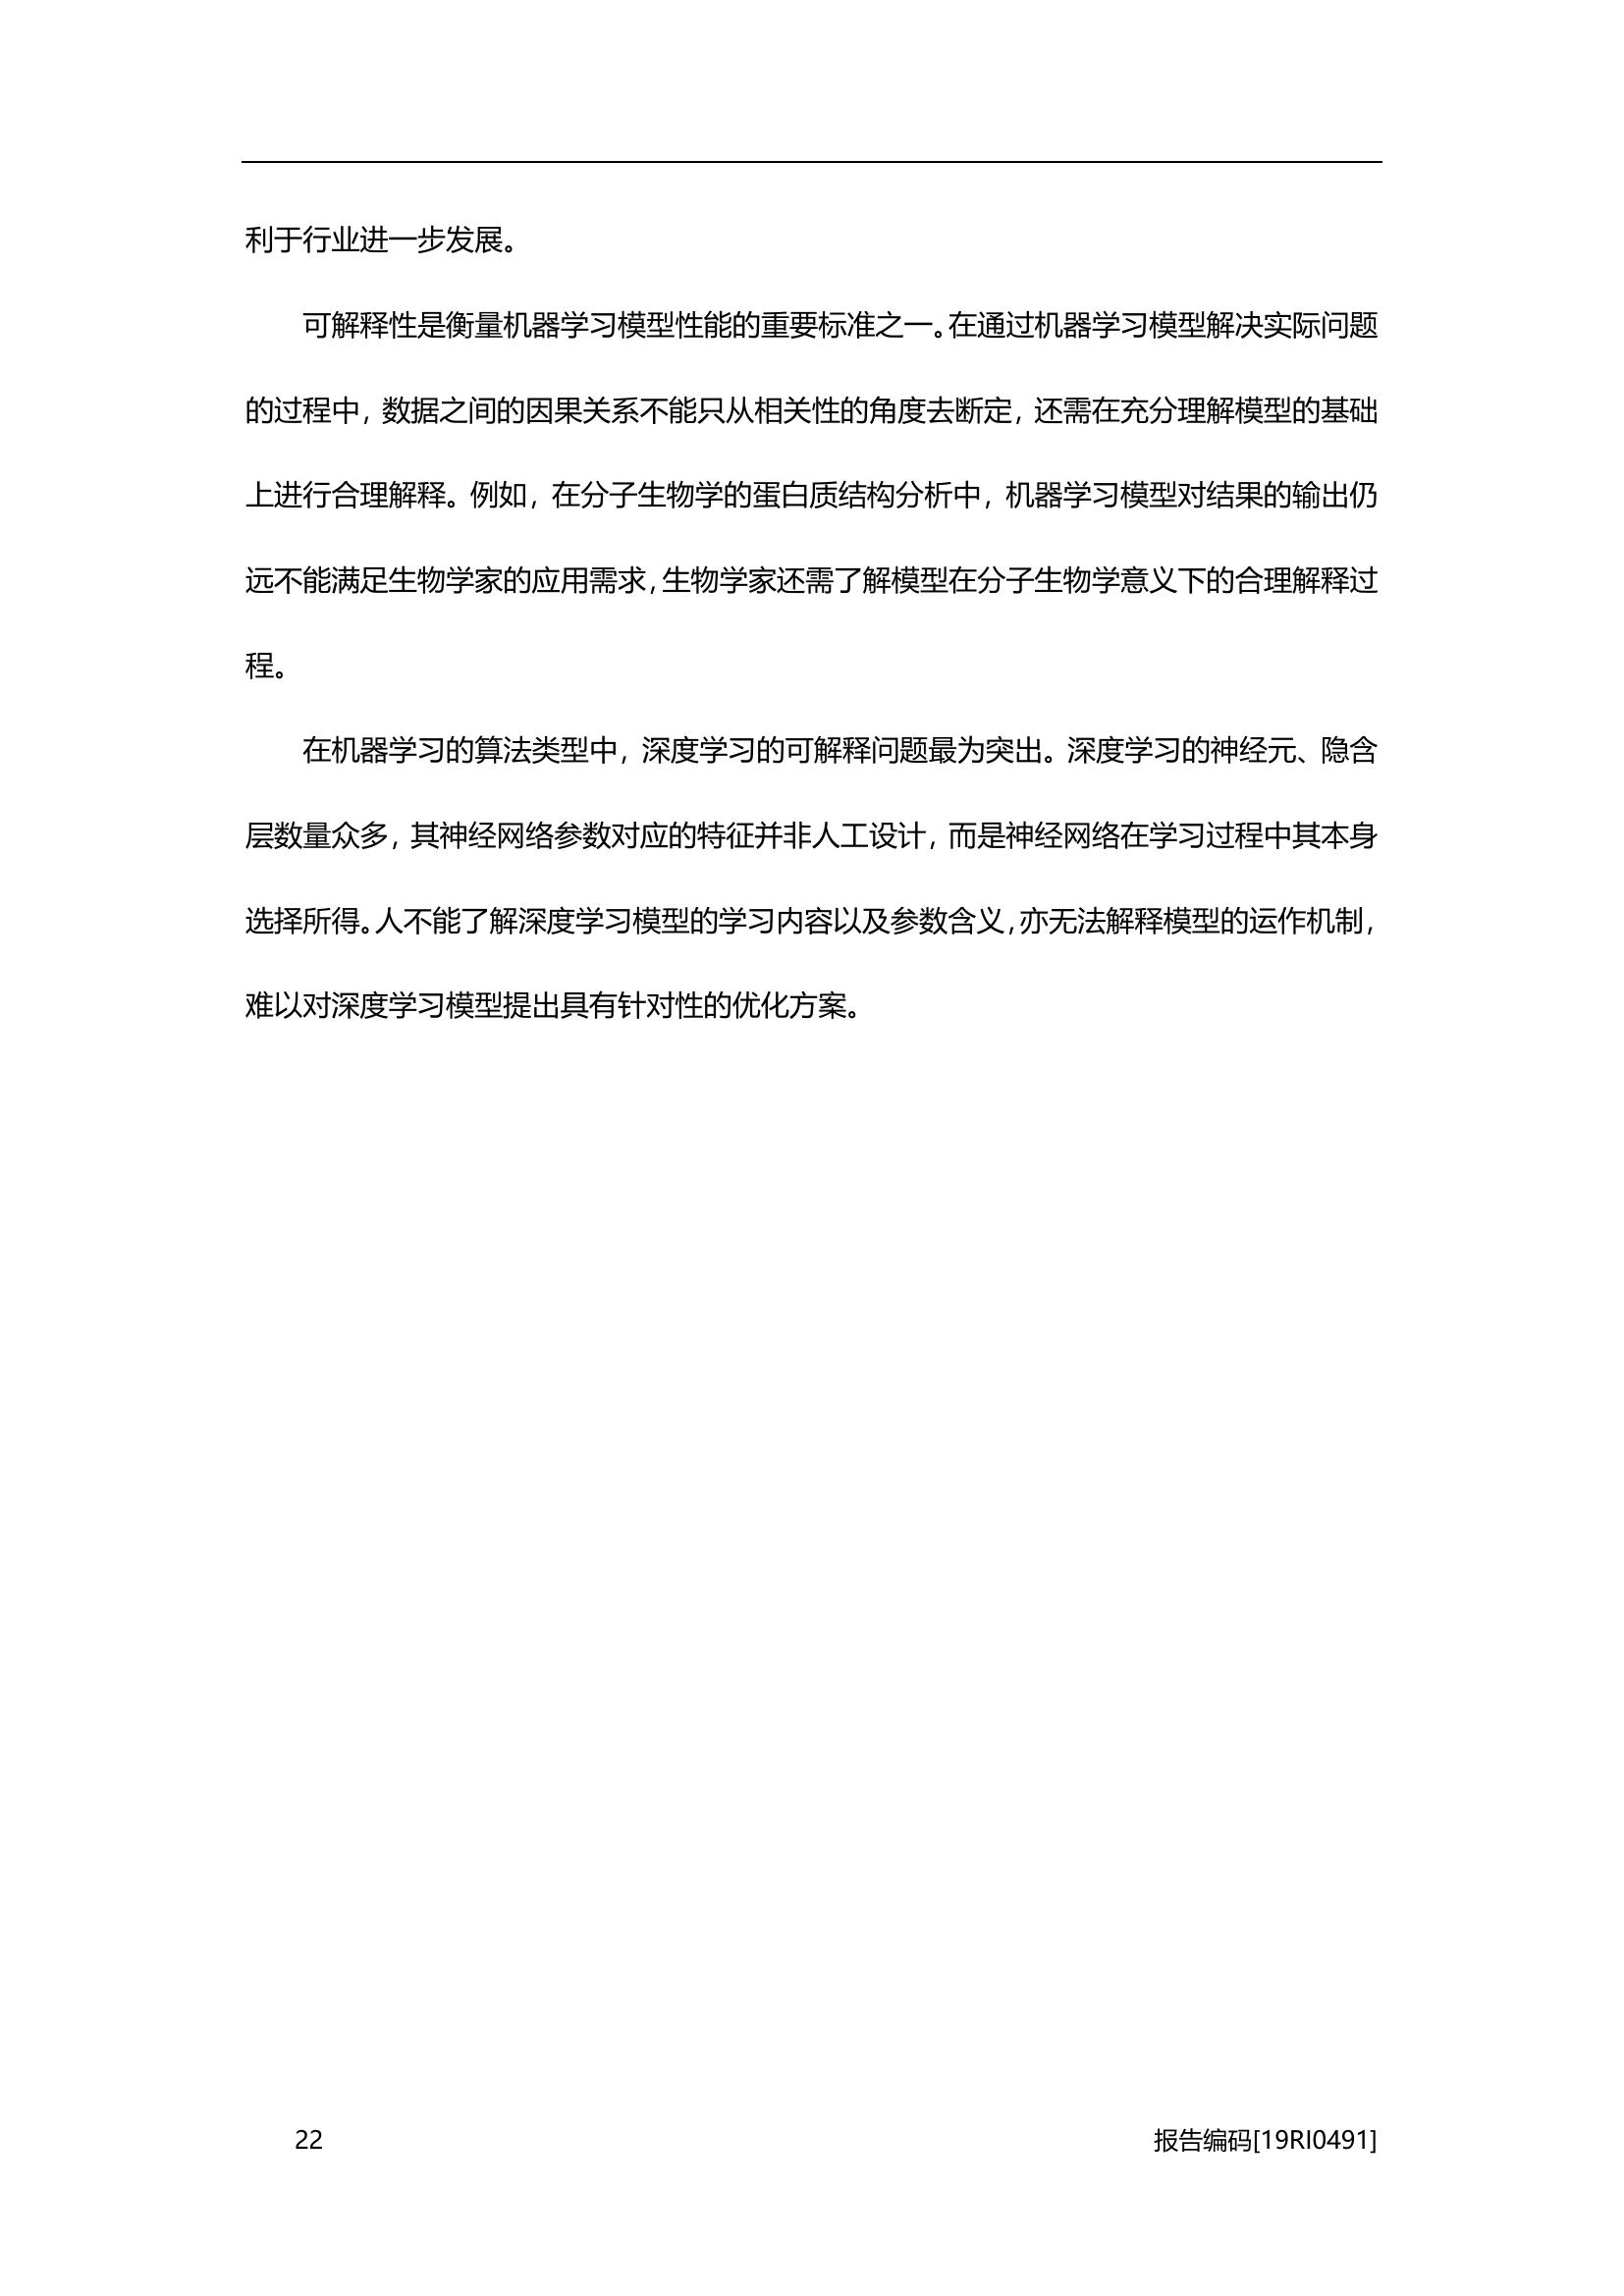 利于行业进一步发展。
可解释性是衡量机器学习模型性能的重要标准之一。在通过机器学习模型解决实际问题
的过程中，数据之间的因果关系不能只从相关性的角度去断定，还需在充分理解模型的基础
上进行合理解释。例如，在分子生物学的蛋白质结构分析中，机器学习模型对结果的输出仍
远不能满足生物学家的应用需求，生物学家还需了解模型在分子生物学意义下的合理解释过
程。
在机器学习的算法类型中，深度学习的可解释问题最为突出。深度学习的神经元、隐含
层数量众多，其神经网络参数对应的特征并非人工设计，而是神经网络在学习过程中其本身
选择所得。人不能了解深度学习模型的学习内容以及参数含义，亦无法解释模型的运作机制，
难以对深度学习模型提出具有针对性的优化方案。
22 报告编码[19RI0491]